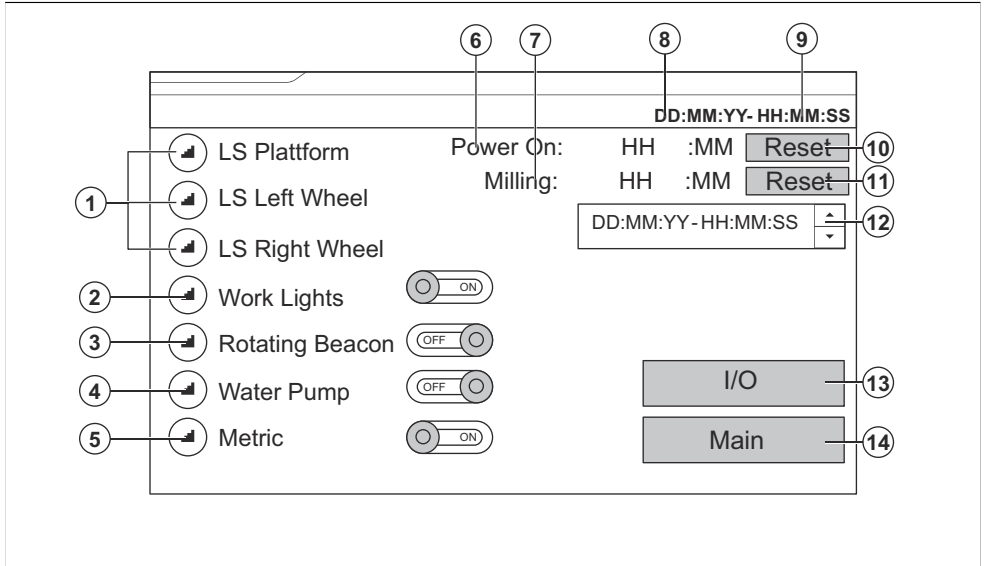 6 7 8 9
DD:MM:YY- HH:MM:SS
LS Plattform Power On: HH :MM Reset 10
Milling: HH :MM Reset 11
1 LS Left Wheel
DD:MM:YY-HH:MM:SS 12
LS Right Wheel
2 Work Lights ON
3 Rotating Beacon OFF
4 Water Pump OFF I/O 13
5 Metric ON Main 14